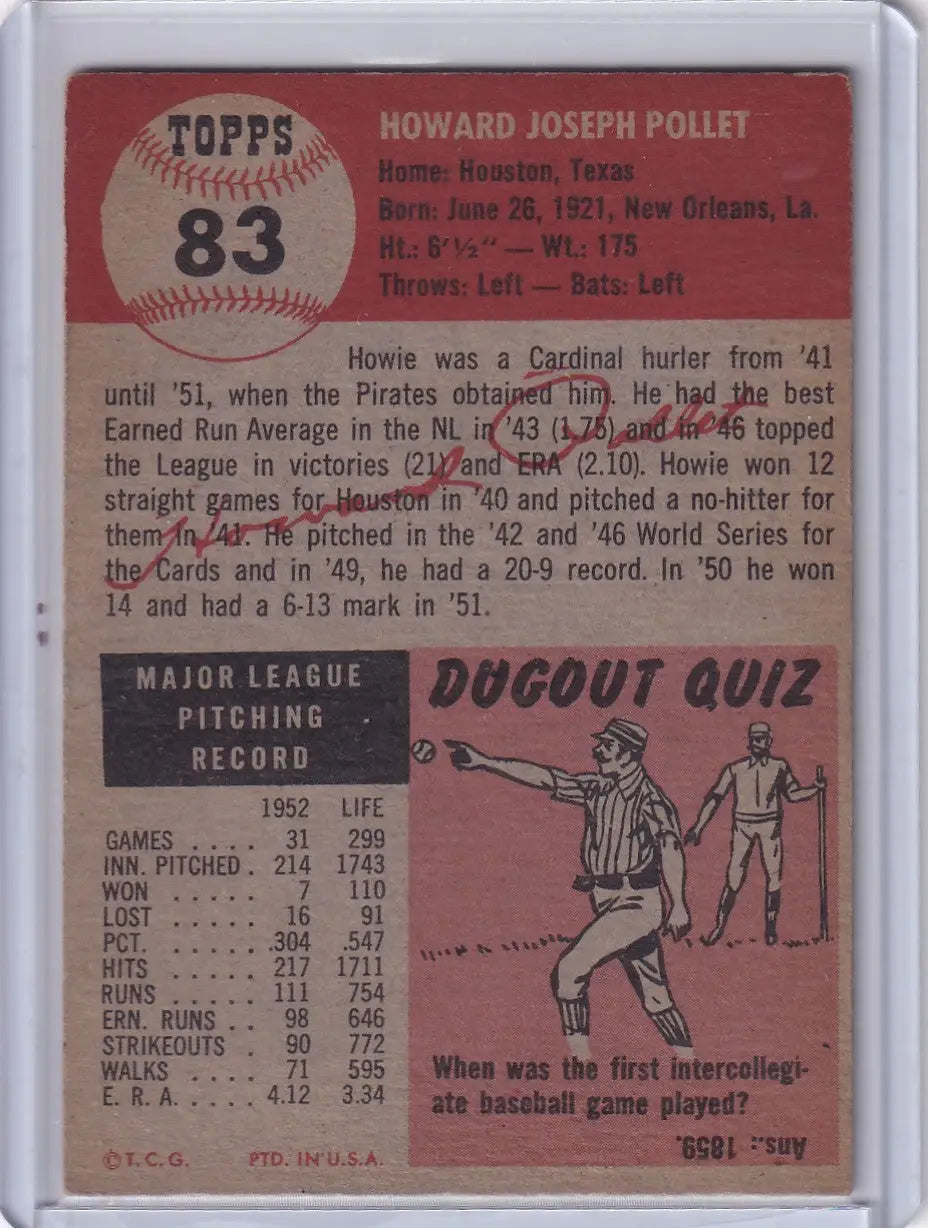 TOPPS
83
HOWARD JOSEPH POLLET
Home: Houston, Texas
Born: June 26, 1921, New Orleans, La.
Ht.: 6'½" — Wt.: 175
Throws: Left — Bats: Left
Howie was a Cardinal hurler from '41
until '51, when the Pirates obtained him. He had the best
Earned Run Average in the NL in '43 (1.75) and in '46 topped
the League in victories (21) and ERA (2.10). Howie won 12
straight games for Houston in '40 and pitched a no-hitter for
them in '41. He pitched in the '42 and '46 World Series for
the Cards and in '49, he had a 20-9 record. In '50 he won
14 and had a 6-13 mark in '51.
Howard Pollet
MAJOR LEAGUE
PITCHING
RECORD
1952 LIFE
GAMES . . . . 31 299
INN. PITCHED . 214 1743
WON . . . . . 7 110
LOST . . . . . 16 91
PCT. . . . . . .304 .547
HITS . . . . . 217 1711
RUNS . . . . . 111 754
ERN. RUNS . . 98 646
STRIKEOUTS . 90 772
WALKS . . . . 71 595
E. R. A. . . . . . 4.12 3.34
© T. C. G. PTD. IN U.S.A.
DUGOUT QUIZ
When was the first intercollegi-
ate baseball game played?
Ans.: 1859.